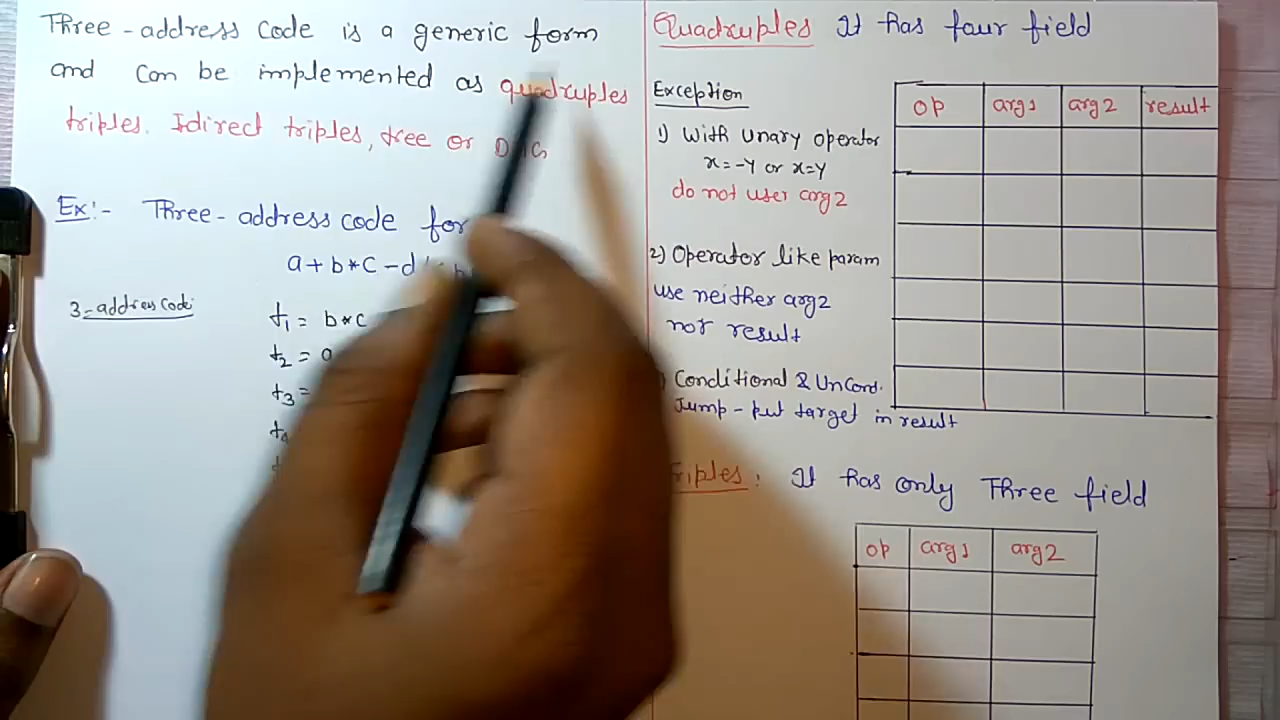 Three-address Code is a generic form
and Can be implemented as quadruples
triples. Idirect triples, tree or
Ex:- Three-address code for
a+b*c-d
3-address code:
t1 = b*c
t2 = a
t3 =
Quadruples It has four field
Exception
1) With Unary operator
x=-y or x=y
do not user arg2
2) Operator like param
use neither arg2
nor result
Conditional & UnCond.
Jump - put target in result
op arg1 arg2 result
riples: It has only Three field
op arg1 arg2